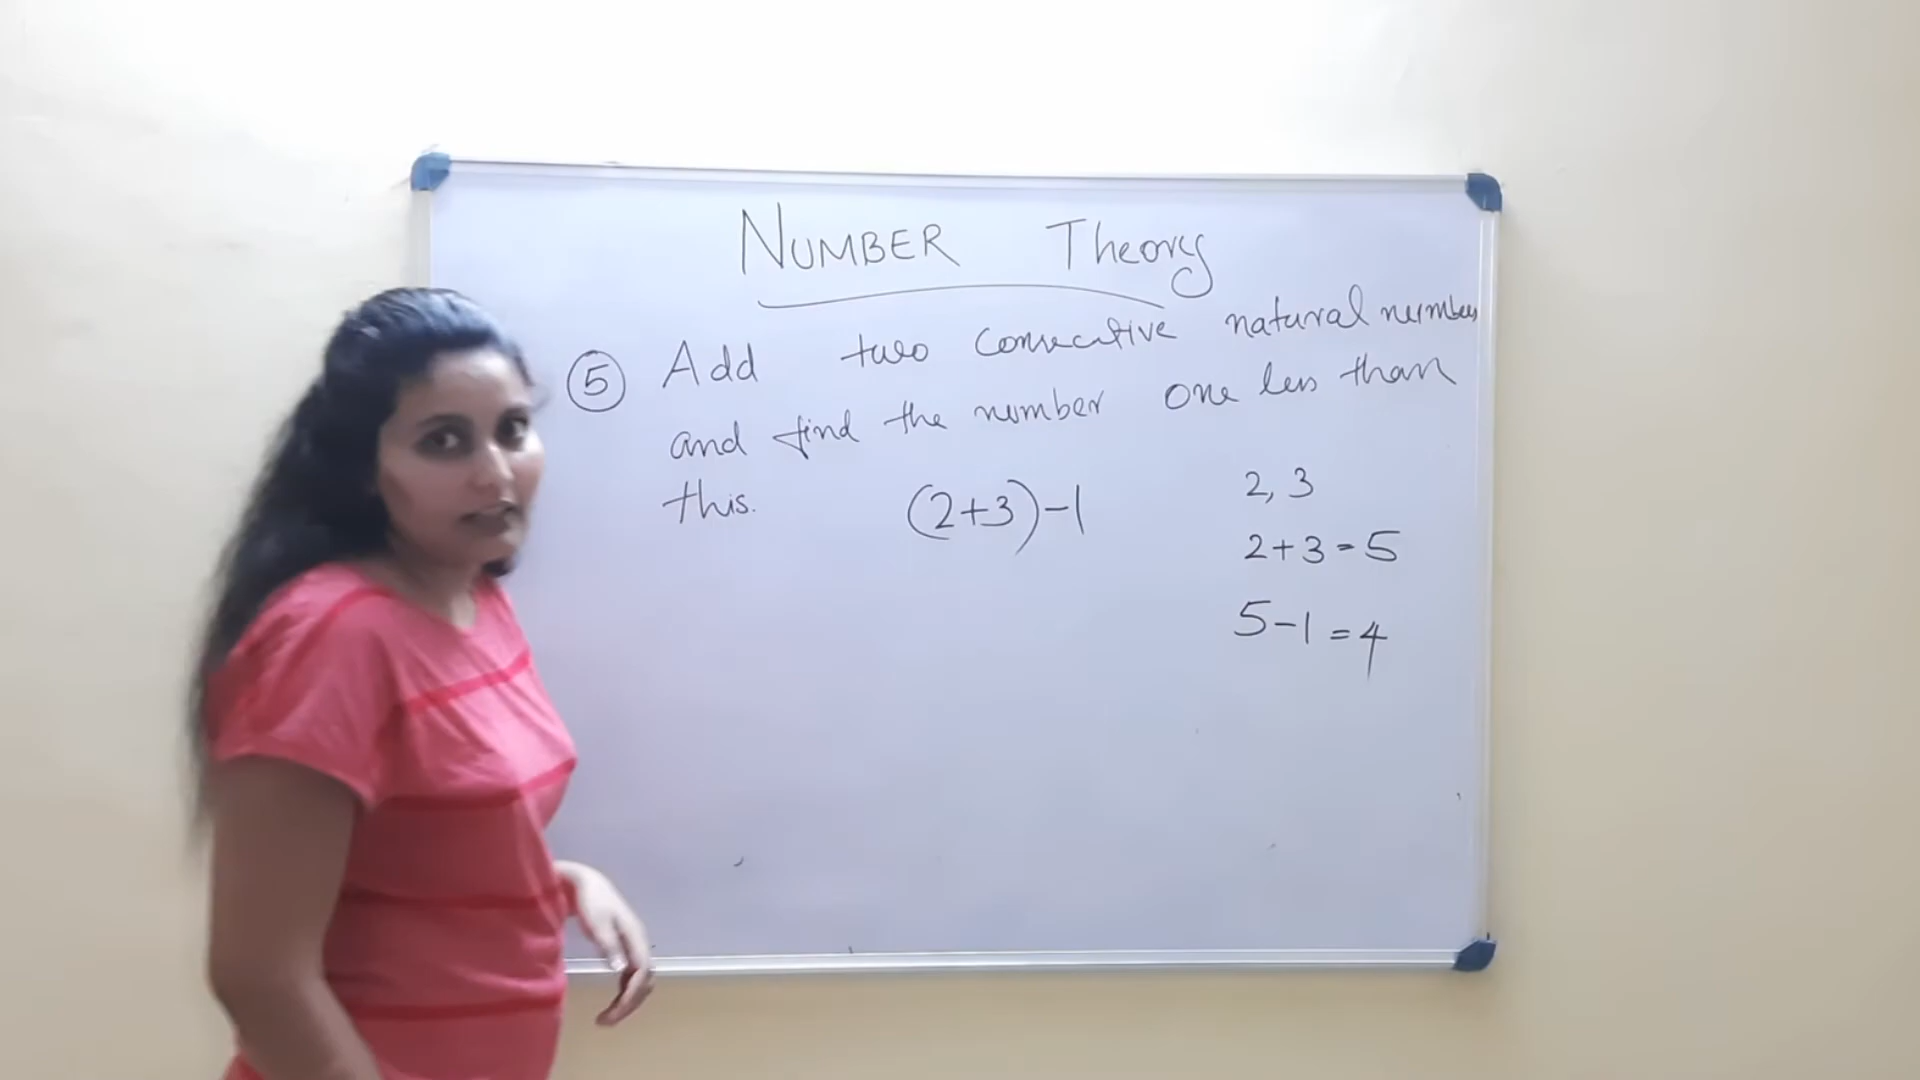 NUMBER Theory
⑤ Add two consecutive natural numbers
and find the number one less than
this.
(2+3)-1
2, 3
2+3=5
5-1=4